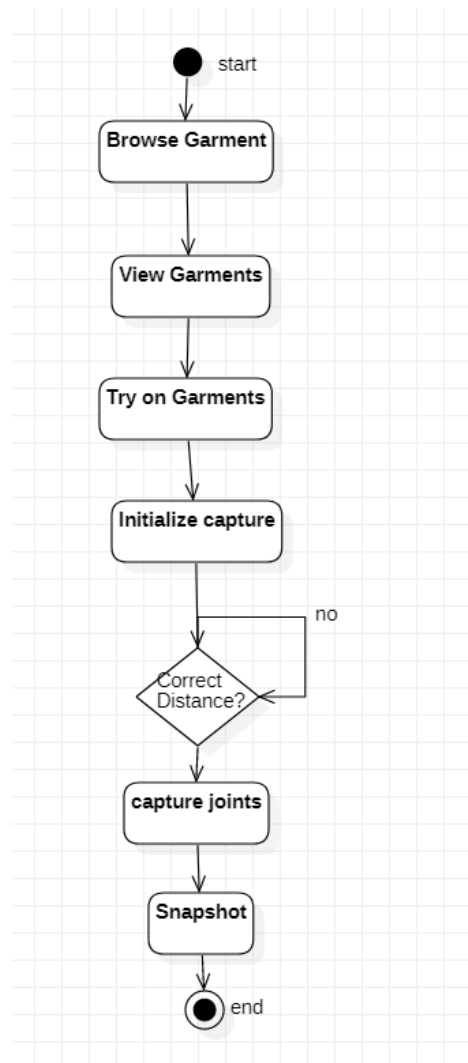 start
Browse Garment
View Garments
Try on Garments
Initialize capture
no
Correct
Distance?
capture joints
Snapshot
end